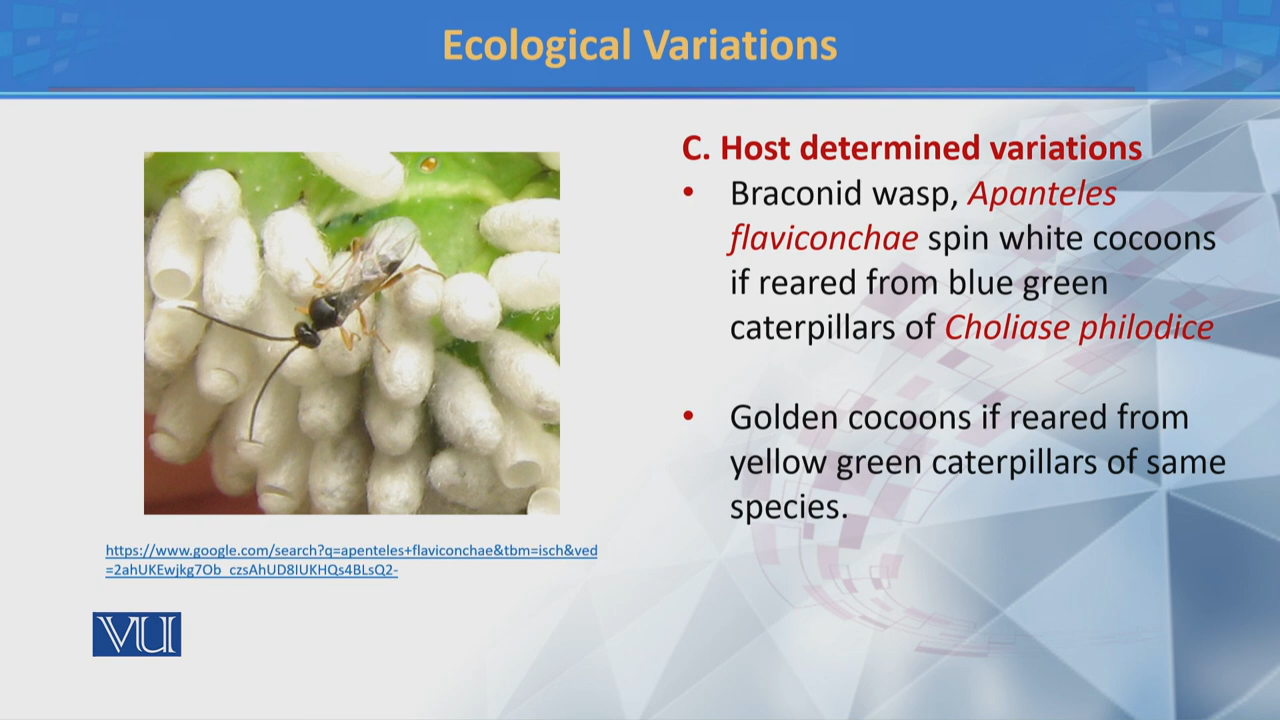 Ecological Variations
C. Host determined variations
• Braconid wasp, Apanteles
flaviconchae spin white cocoons
if reared from blue green
caterpillars of Choliase philodice
• Golden cocoons if reared from
yellow green caterpillars of same
species.
https://www.google.com/search?q=apenteles+flaviconchae&tbm=isch&ved
=2ahUKEwjkg7Ob_czsAhUD8IUKHQs4BLsQ2-
VU